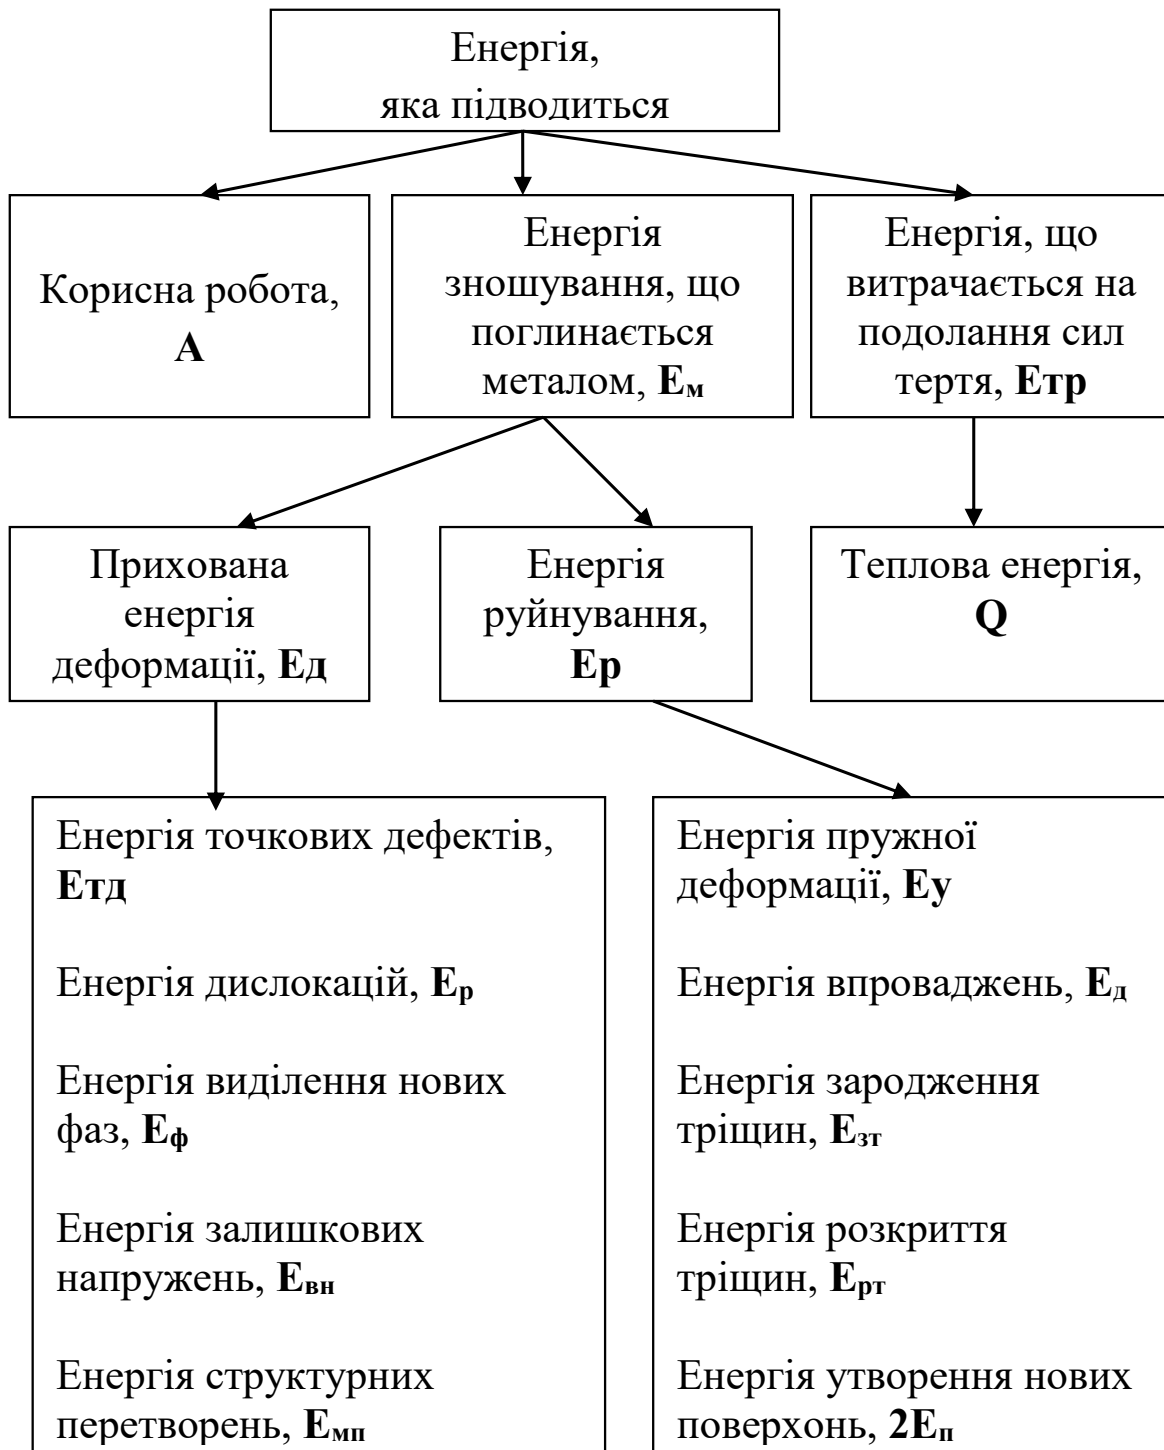 Енергія,
яка підводиться
Корисна робота,
А
Енергія
зношування, що
поглинається
металом, Ем
Енергія, що
витрачається на
подолання сил
тертя, Етр
Прихована
енергія
деформації, Ед
Енергія
руйнування,
Ер
Теплова енергія,
Q
Енергія точкових дефектів,
Етд
Енергія дислокацій, Ер
Енергія виділення нових
фаз, Еф
Енергія залишкових
напружень, Евн
Енергія структурних
перетворень, Емп
Енергія пружної
деформації, Еу
Енергія впроваджень, Ед
Енергія зародження
тріщин, Езт
Енергія розкриття
тріщин, Ерт
Енергія утворення нових
поверхонь, 2Еп